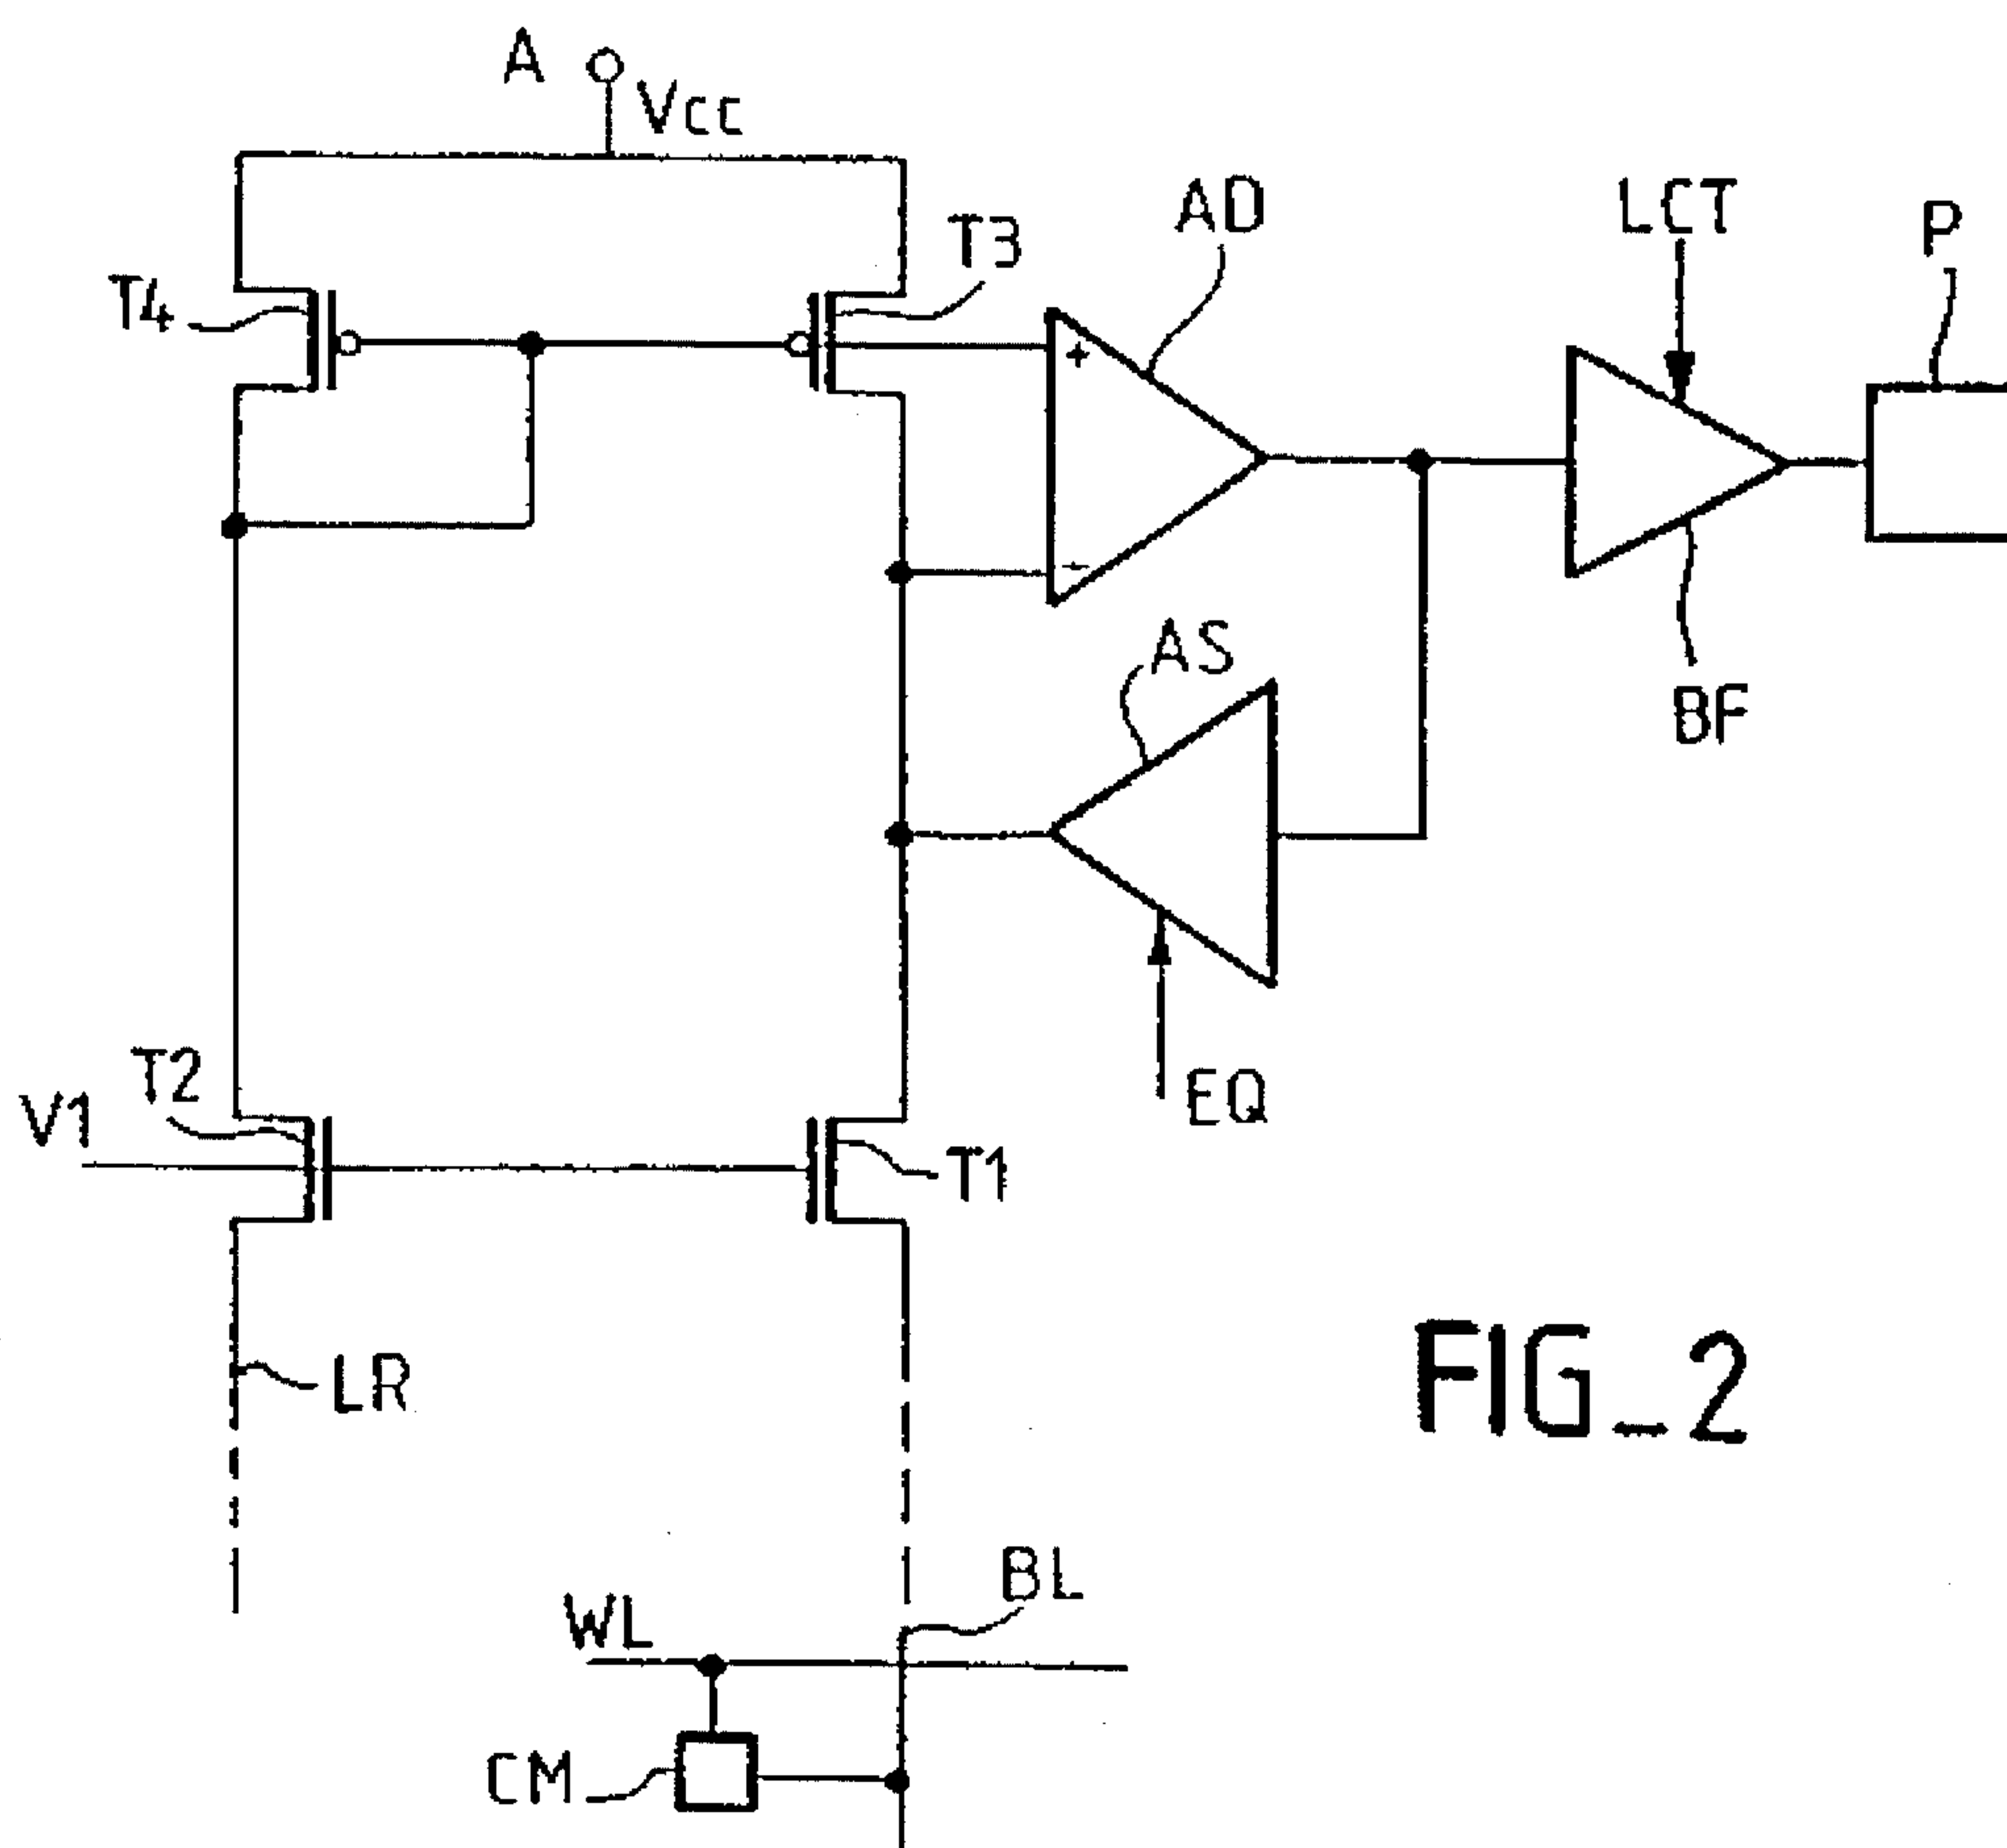 A
Vcc
AD
LCT
P
T3
T4
+
-
AS
BF
T2
V1
EQ
T1
LR
FIG_2
BL
WL
CM